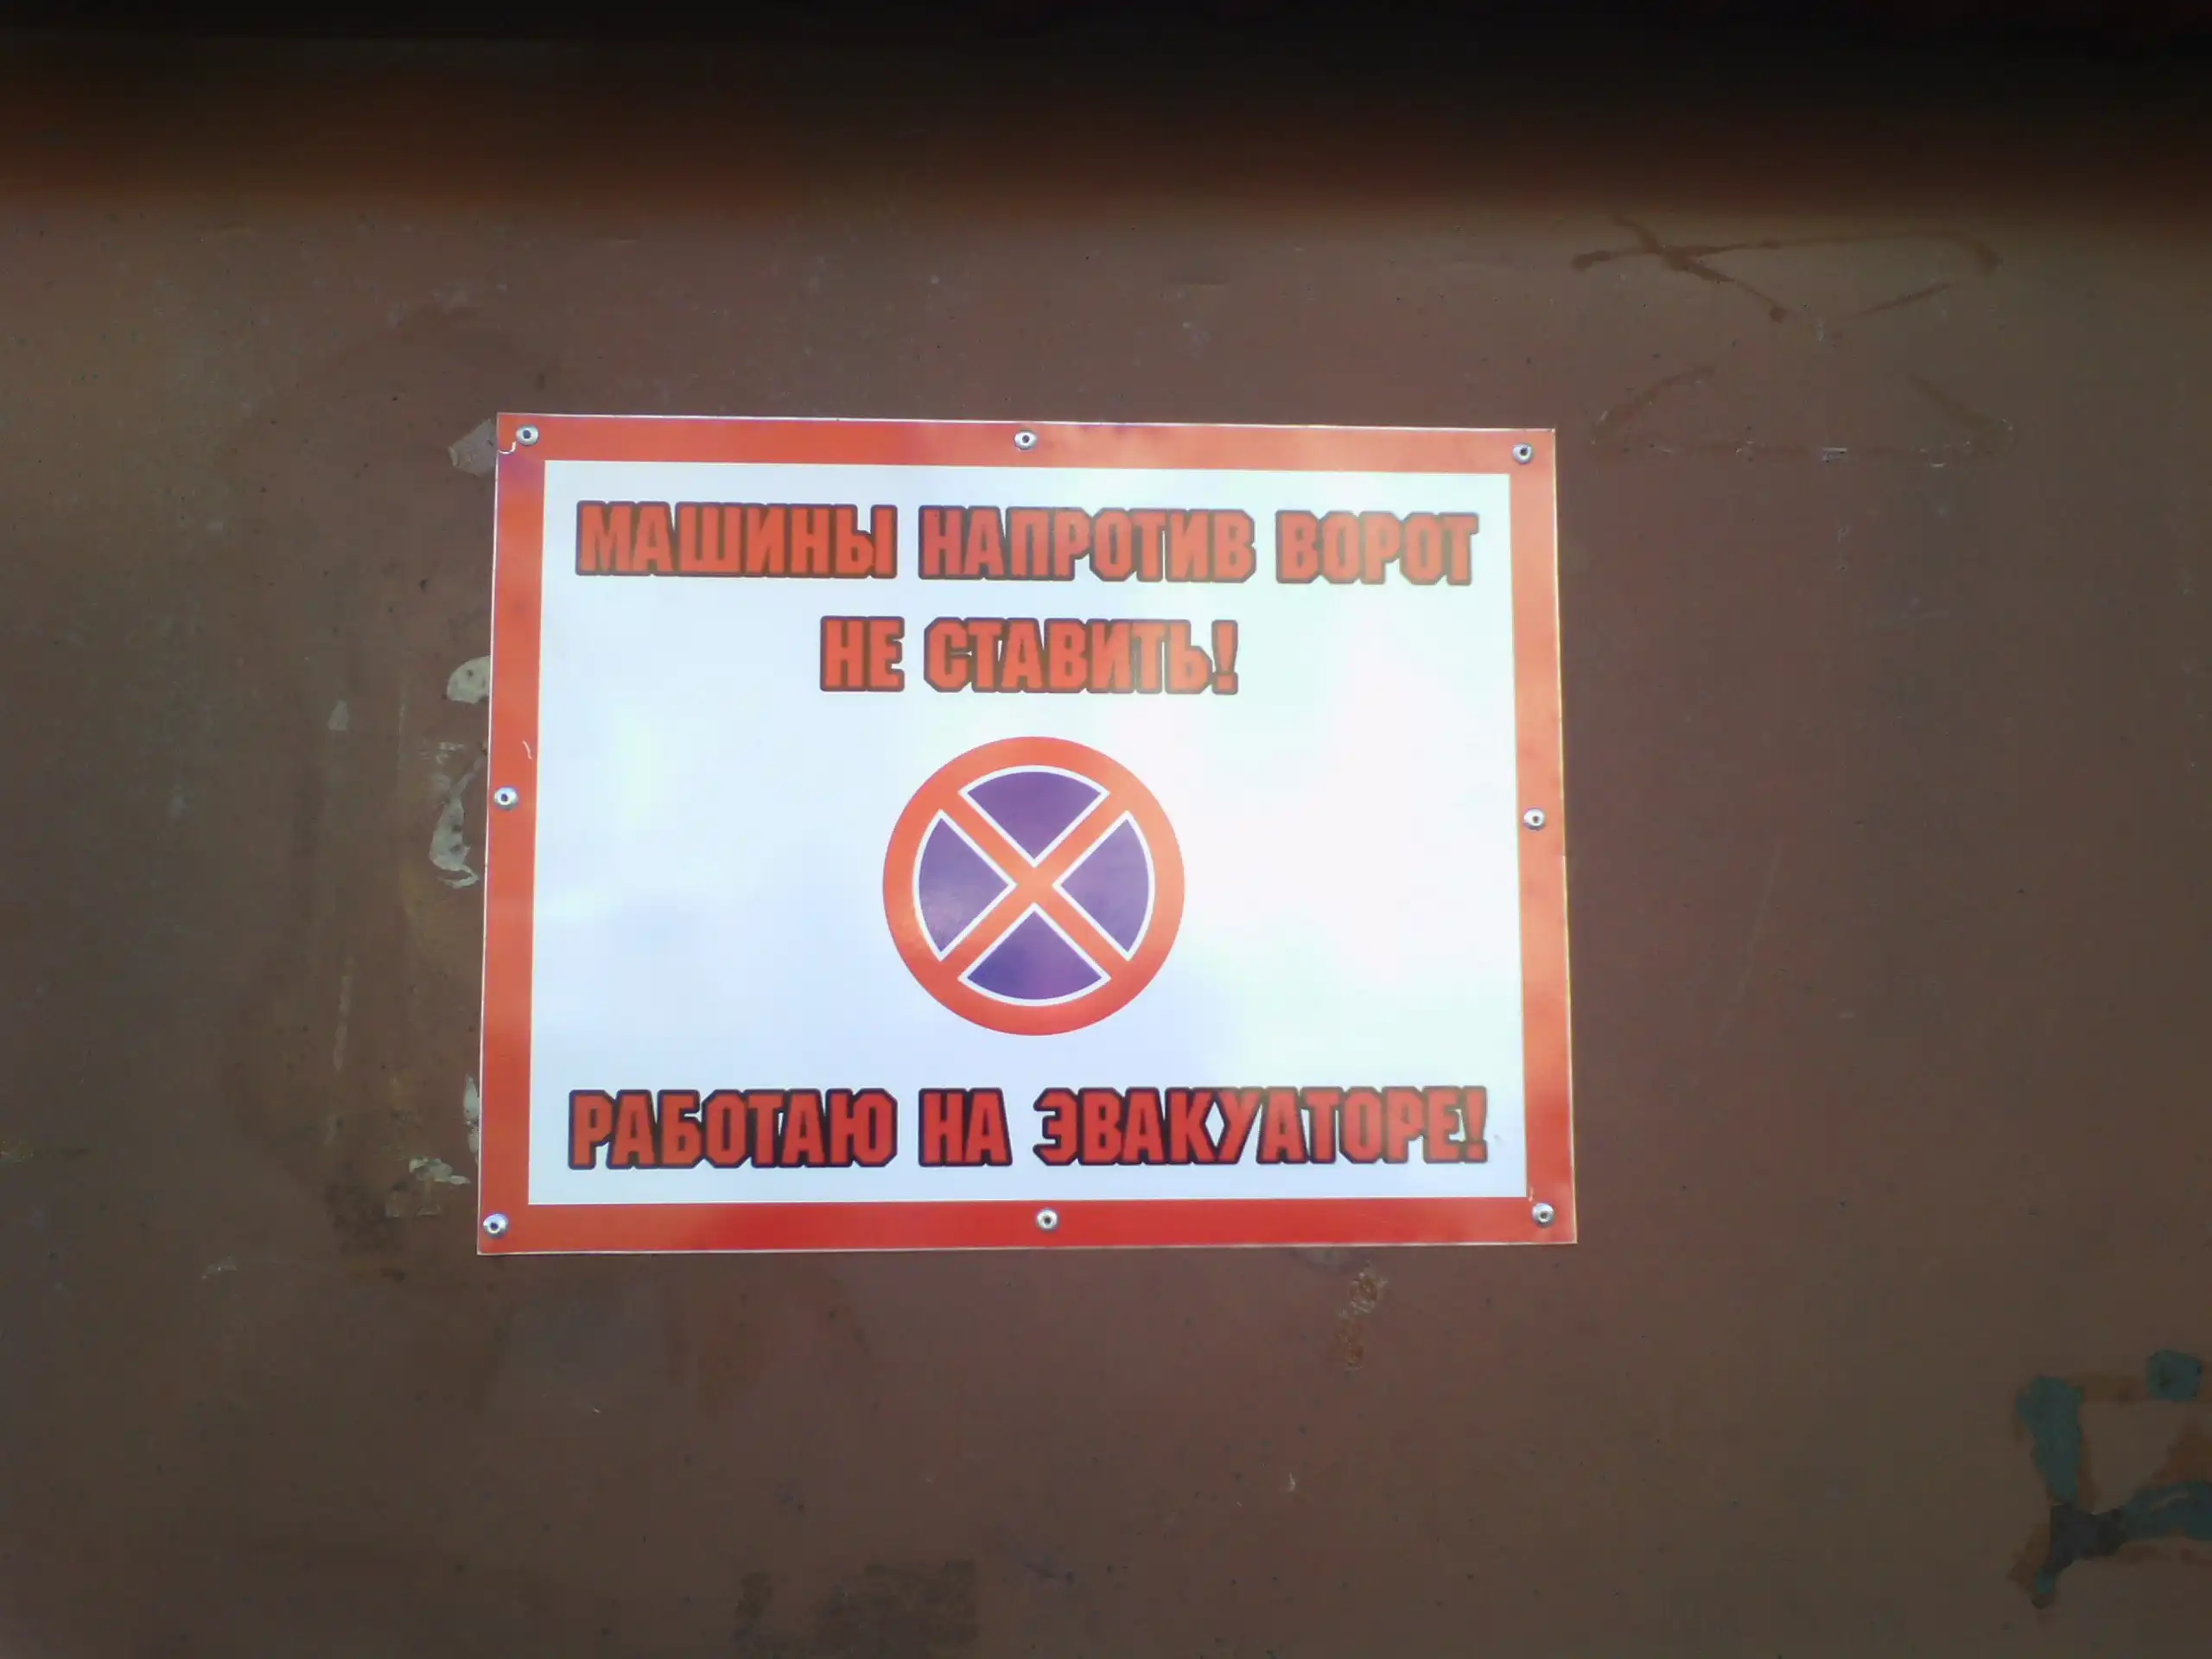 МАШИНЫ НАПРОТИВ ВОРОТ
НЕ СТАВИТЬ!
РАБОТАЮ НА ЭВАКУАТОРЕ!